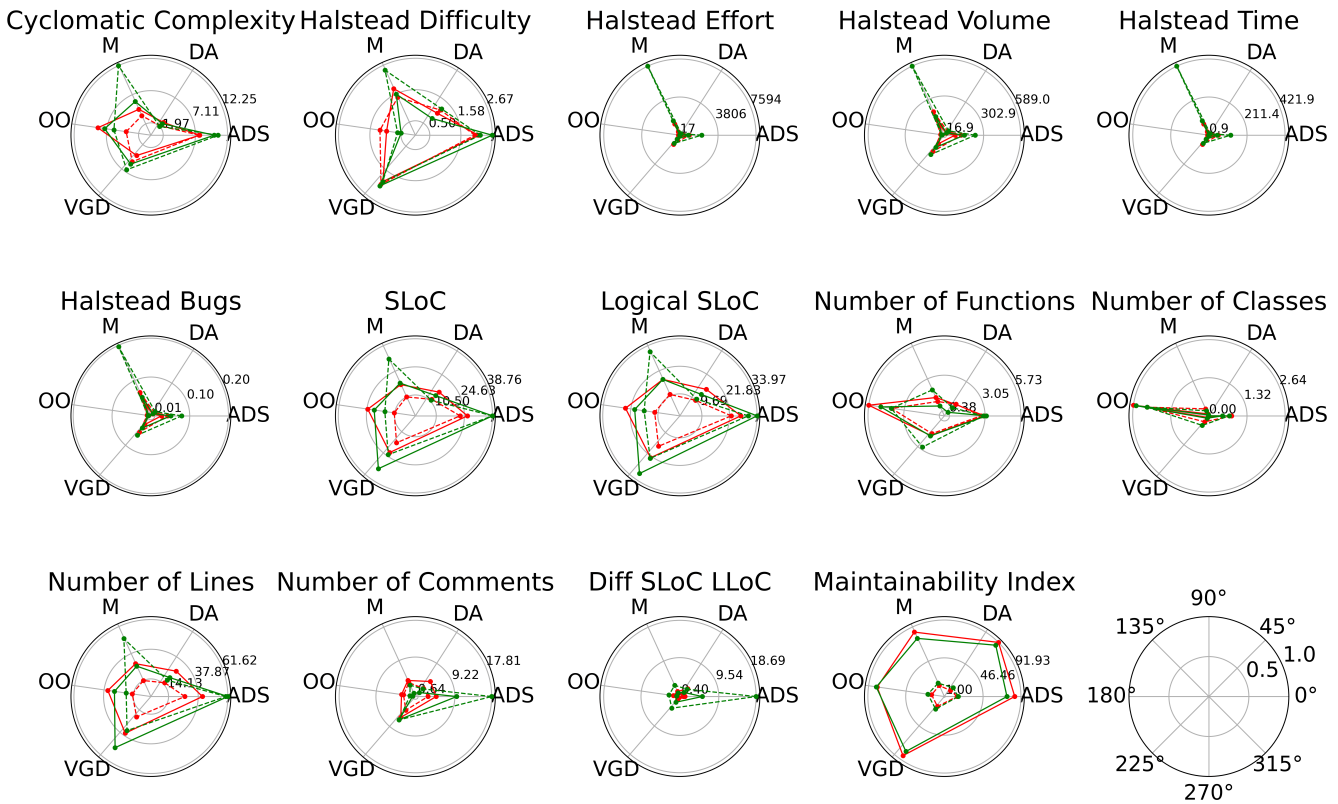 Cyclomatic Complexity
M
DA
OO
ADS
VGD
1.97
7.11
12.25
Halstead Difficulty
M
DA
OO
ADS
VGD
0.50
1.58
2.67
Halstead Effort
M
DA
OO
ADS
VGD
17
3806
7594
Halstead Volume
M
DA
OO
ADS
VGD
16.9
302.9
589.0
Halstead Time
M
DA
OO
ADS
VGD
0.9
211.4
421.9
Halstead Bugs
M
DA
OO
ADS
VGD
0.01
0.10
0.20
SLoC
M
DA
OO
ADS
VGD
10.50
24.63
38.76
Logical SLoC
M
DA
OO
ADS
VGD
9.69
21.83
33.97
Number of Functions
M
DA
OO
ADS
VGD
0.38
3.05
5.73
Number of Classes
M
DA
OO
ADS
VGD
0.00
1.32
2.64
Number of Lines
M
DA
OO
ADS
VGD
14.13
37.87
61.62
Number of Comments
M
DA
OO
ADS
VGD
0.64
9.22
17.81
Diff SLoC LLoC
M
DA
OO
ADS
VGD
0.40
9.54
18.69
Maintainability Index
M
DA
OO
ADS
VGD
1.00
46.46
91.93
90°
135°
45°
1.0
0.5
180°
0°
225°
315°
270°